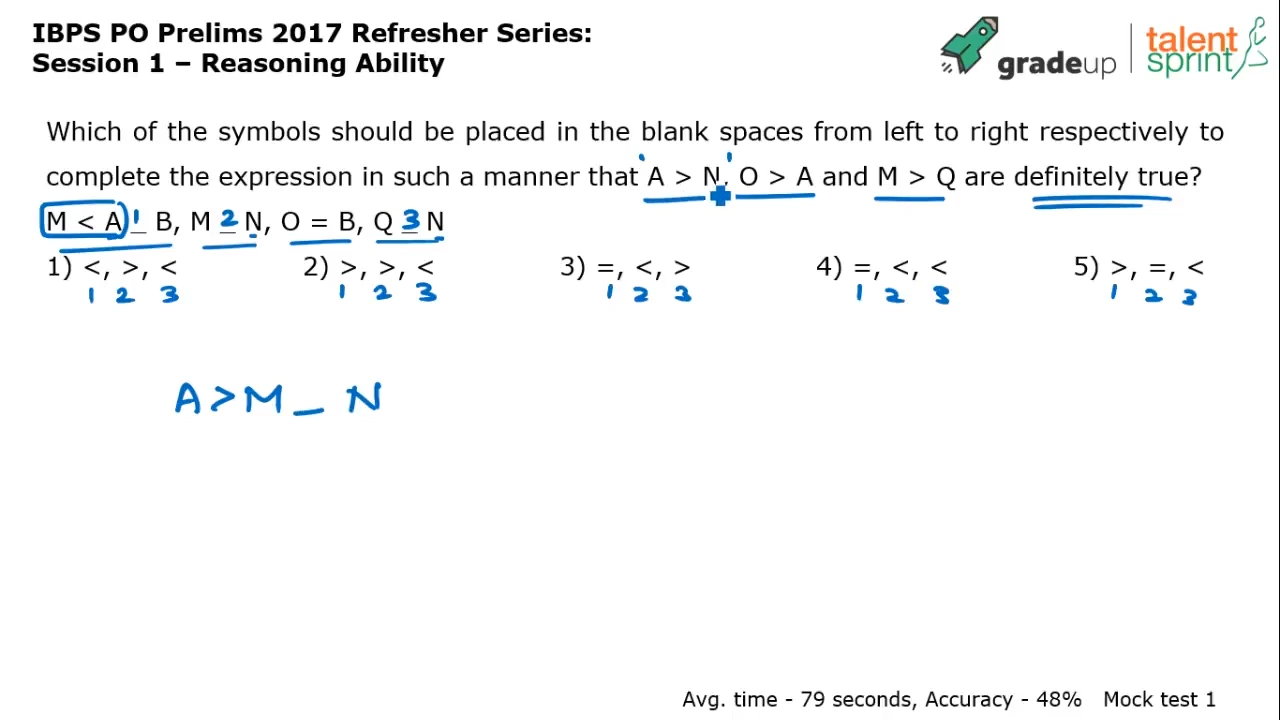 IBPS PO Prelims 2017 Refresher Series:
Session 1 – Reasoning Ability
gradeup
talent
sprint
Which of the symbols should be placed in the blank spaces from left to right respectively to
complete the expression in such a manner that A > N, O > A and M > Q are definitely true?
M < A 1 _ B, M 2 _ N, O = B, Q 3 _ N
1) <, >, < 2) >, >, < 3) =, <, > 4) =, <, < 5) >, =, <
1 2 3 1 2 3 1 2 3 1 2 3 1 2 3
A > M _ N
Avg. time - 79 seconds, Accuracy - 48% Mock test 1